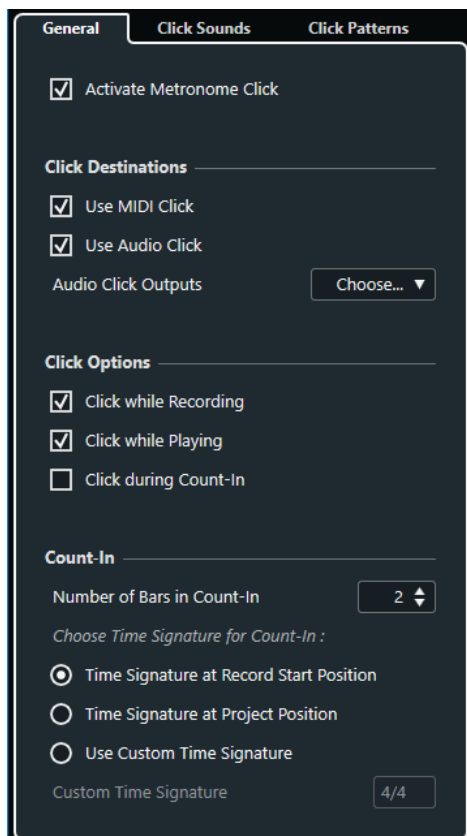 General Click Sounds Click Patterns
Activate Metronome Click
Click Destinations
Use MIDI Click
Use Audio Click
Audio Click Outputs Choose...
Click Options
Click while Recording
Click while Playing
Click during Count-In
Count-In
Number of Bars in Count-In 2
Choose Time Signature for Count-In :
Time Signature at Record Start Position
Time Signature at Project Position
Use Custom Time Signature
Custom Time Signature 4/4